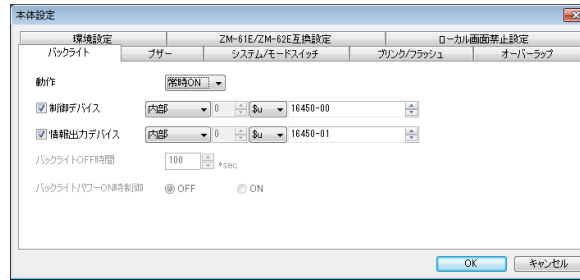 本体設定
環境設定 ZM-61E/ZM-62E互換設定 ローカル画面禁止設定
バックライト ブザー システム/モードスイッチ ブリンク/フラッシュ オーバーラップ
動作 常時ON
制御デバイス 内部 0 $u 16450-00
情報出力デバイス 内部 0 $u 16450-01
バックライトOFF時間 100 *sec
バックライトパワーON時制御 OFF ON
OK キャンセル